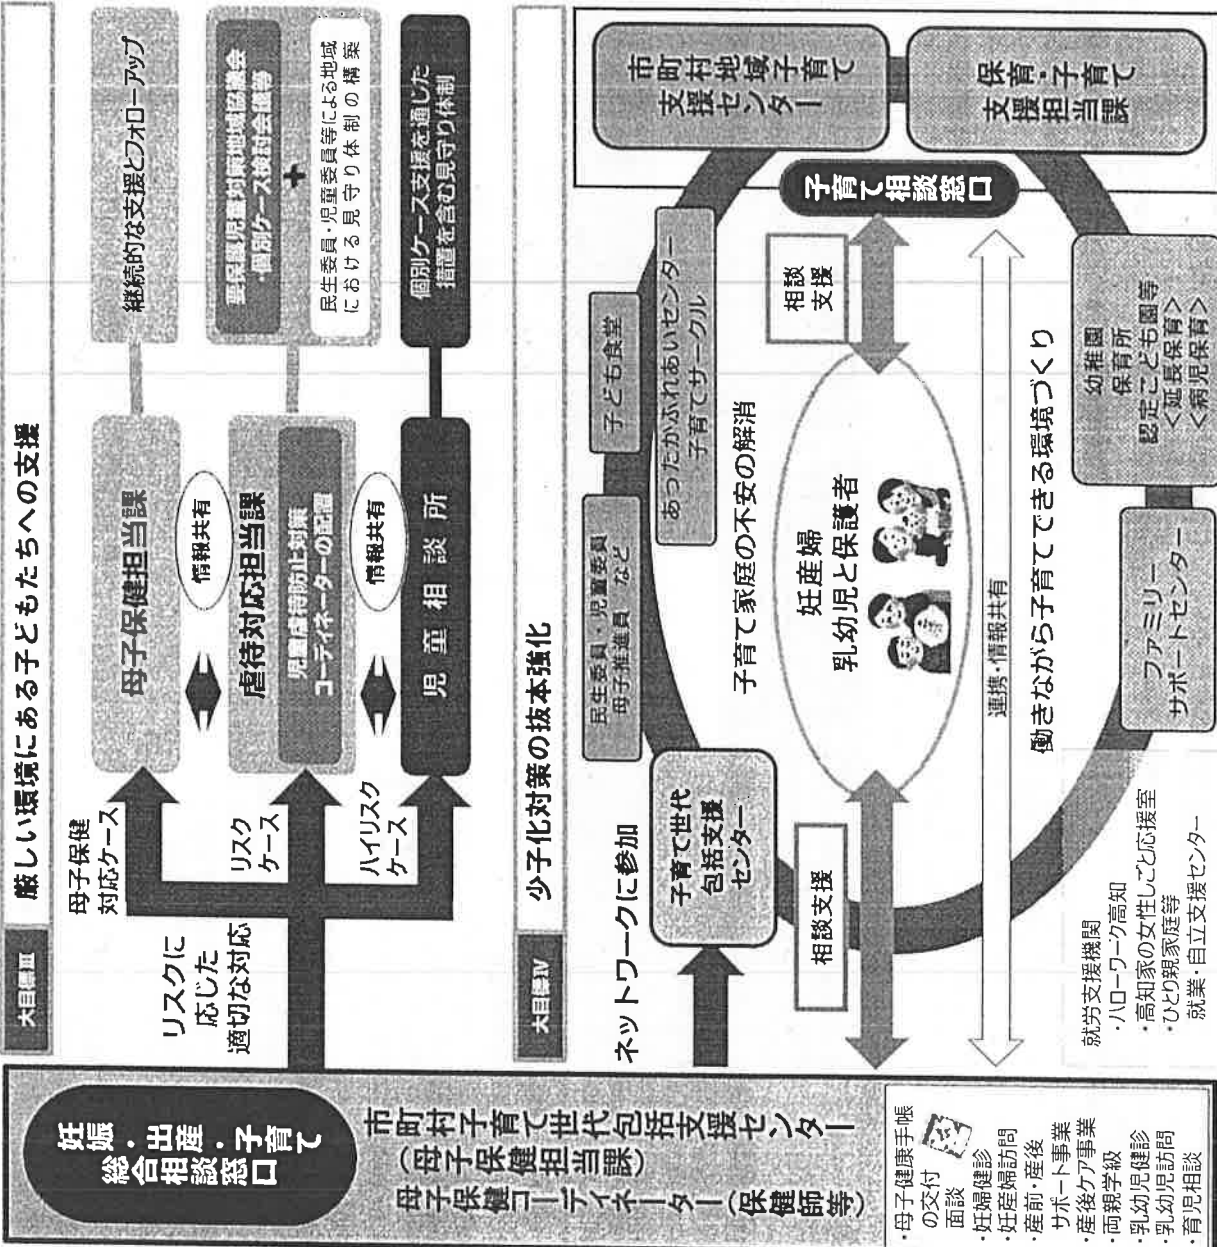 妊娠・出産・子育て
総合相談窓口
市町村子育て世代包括支援センター
(母子保健担当課)
母子保健コーディネーター(保健師等)
・母子健康手帳
の交付
面談
・妊婦健診
・妊産婦訪問
・産前・産後
サポート事業
・産後ケア事業
・両親学級
・乳幼児健診
・乳幼児訪問
・育児相談
大目標Ⅲ
厳しい環境にある子どもたちへの支援
リスクに
応じた
適切な対応
母子保健
対応ケース
リスク
ケース
ハイリスク
ケース
母子保健担当課
情報共有
虐待対応担当課
児童虐待防止対策
コーディネーターの配置
情報共有
児童相談所
継続的な支援とフォローアップ
要保護児童対策地域協議会
個別ケース検討会議等
+
民生委員・児童委員等による地域
における見守り体制の構築
個別ケース支援を通じた
措置を含む見守り体制
大目標Ⅳ
少子化対策の抜本強化
ネットワークに参加
子育て世代
包括支援
センター
民生委員・児童委員
母子推進員 など
子ども食堂
あったかふれあいセンター
子育てサークル
市町村地域子育て
支援センター
保育・子育て
支援担当課
子育て相談窓口
相談支援
相談
支援
子育て家庭の不安の解消
妊産婦
乳幼児と保護者
連携・情報共有
働きながら子育てできる環境づくり
就労支援機関
・ハローワーク高知
・高知家の女性しごと応援室
・ひとり親家庭等
就業・自立支援センター
ファミリー
サポートセンター
幼稚園
保育所
認定こども園等
<延長保育>
<病児保育>